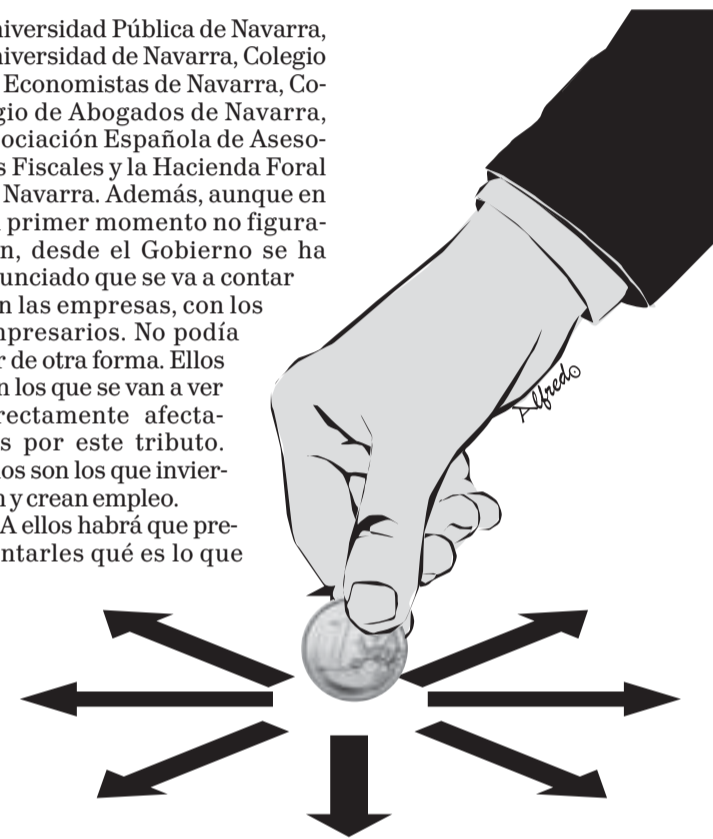 niversidad Pública de Navarra,
niversidad de Navarra, Colegio
Economistas de Navarra, Co-
gio de Abogados de Navarra,
ociación Española de Aseso-
s Fiscales y la Hacienda Foral
Navarra. Además, aunque en
primer momento no figura-
n, desde el Gobierno se ha
unciado que se va a contar
n las empresas, con los
npresarios. No podía
r de otra forma. Ellos
n los que se van a ver
rectamente afecta-
s por este tributo.
los son los que invier-
n y crean empleo.
A ellos habrá que pre-
ntarles qué es lo que
Alfredo